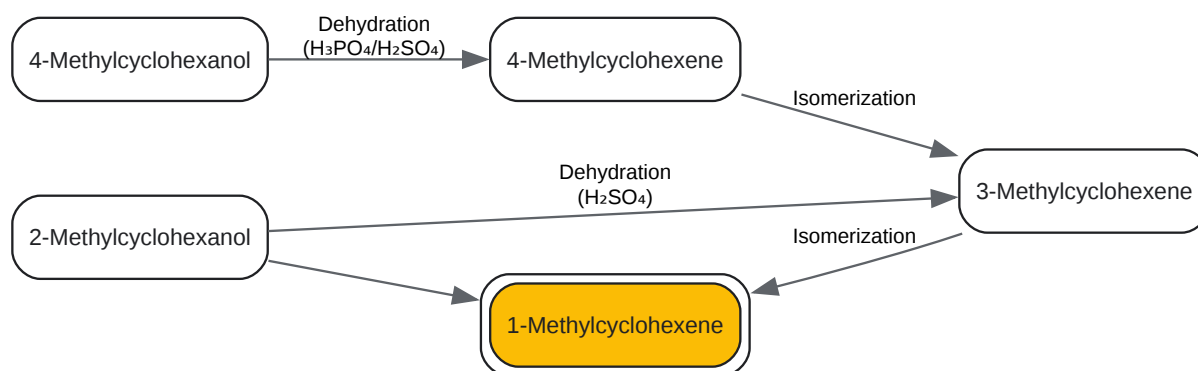 Dehydration
(H₃PO₄/H₂SO₄)
4-Methylcyclohexanol
4-Methylcyclohexene
Isomerization
Dehydration
(H₂SO₄)
3-Methylcyclohexene
2-Methylcyclohexanol
Isomerization
1-Methylcyclohexene